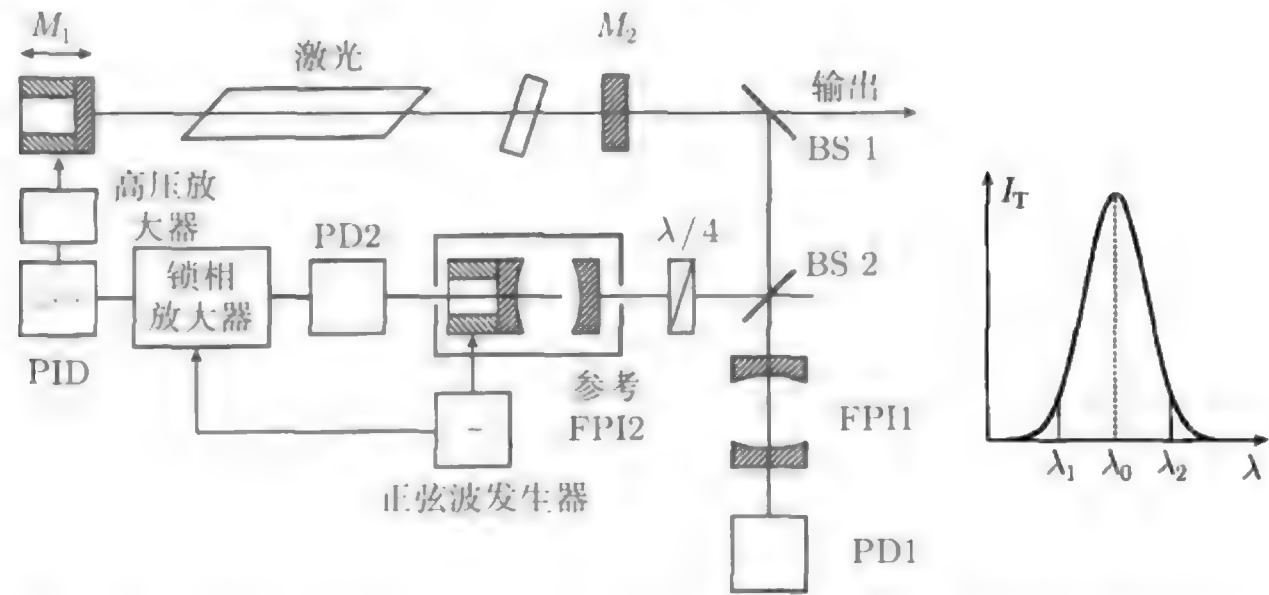 M₁
M₂
激光
输出
BS 1
高压放
大器
PD2
λ/4
BS 2
锁相
放大器
PID
参考
FPI2
FPI1
正弦波发生器
PD1
I_T
λ₁
λ₀
λ₂
λ